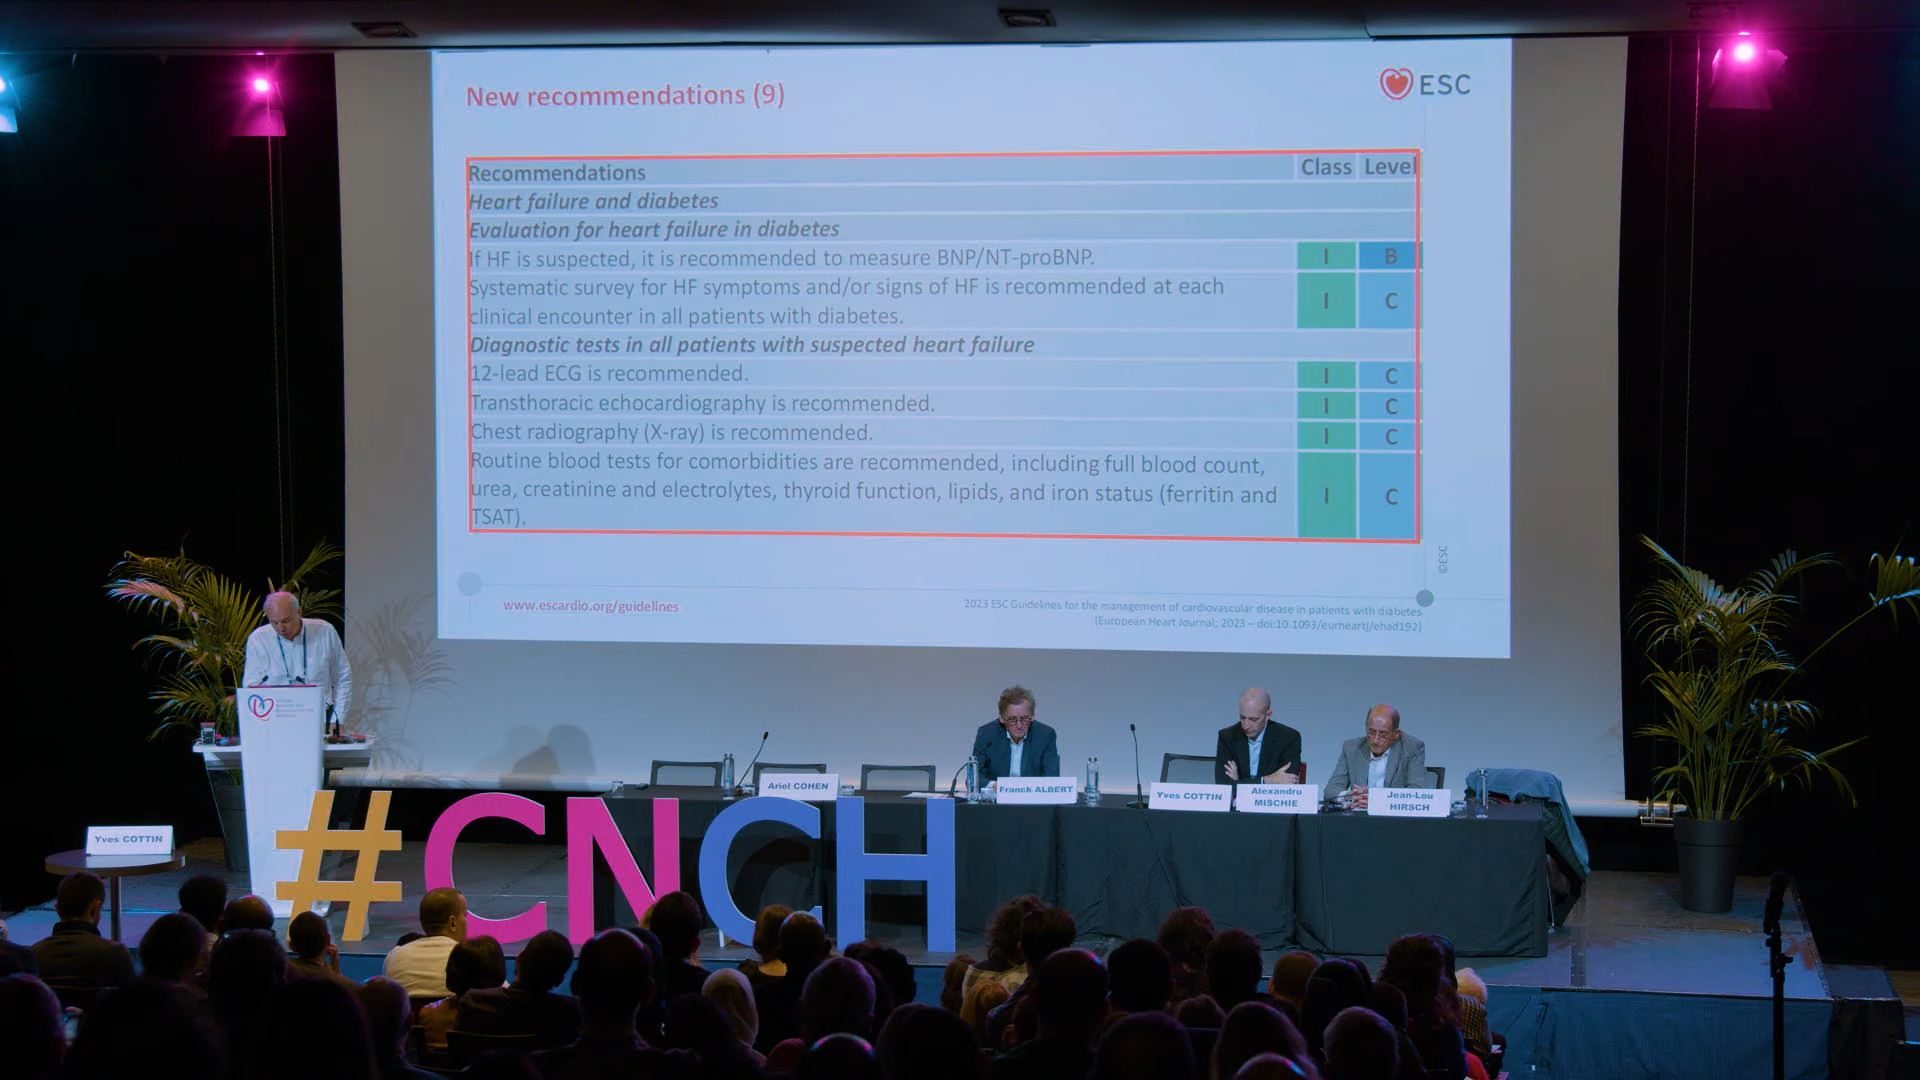 New recommendations (9)
ESC
Recommendations Class Level
Heart failure and diabetes
Evaluation for heart failure in diabetes
If HF is suspected, it is recommended to measure BNP/NT-proBNP. I B
Systematic survey for HF symptoms and/or signs of HF is recommended at each
clinical encounter in all patients with diabetes. I C
Diagnostic tests in all patients with suspected heart failure
12-lead ECG is recommended. I C
Transthoracic echocardiography is recommended. I C
Chest radiography (X-ray) is recommended. I C
Routine blood tests for comorbidities are recommended, including full blood count,
urea, creatinine and electrolytes, thyroid function, lipids, and iron status (ferritin and
TSAT). I C
©ESC
www.escardio.org/guidelines
2023 ESC Guidelines for the management of cardiovascular disease in patients with diabetes
(European Heart Journal; 2023 – doi:10.1093/eurheartj/ehad192)
Ariel COHEN
Franck ALBERT
Yves COTTIN
Alexandru
MISCHIE
Jean-Lou
HIRSCH
Yves COTTIN
#CNCH